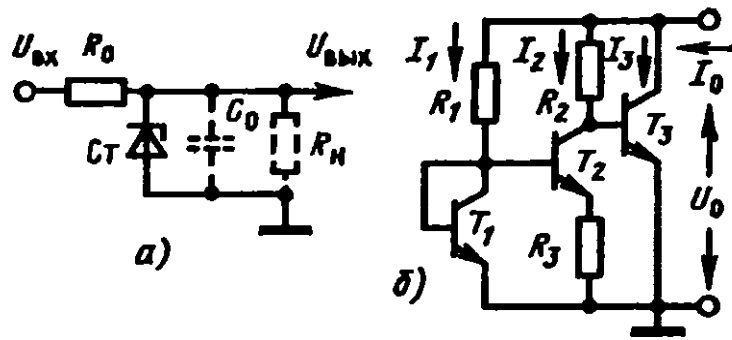 Uвх R0 Uвых
Ст C0 Rн
а)
I1 I2 I3 I0
R1 R2 T3
T2 U0
T1 R3
б)